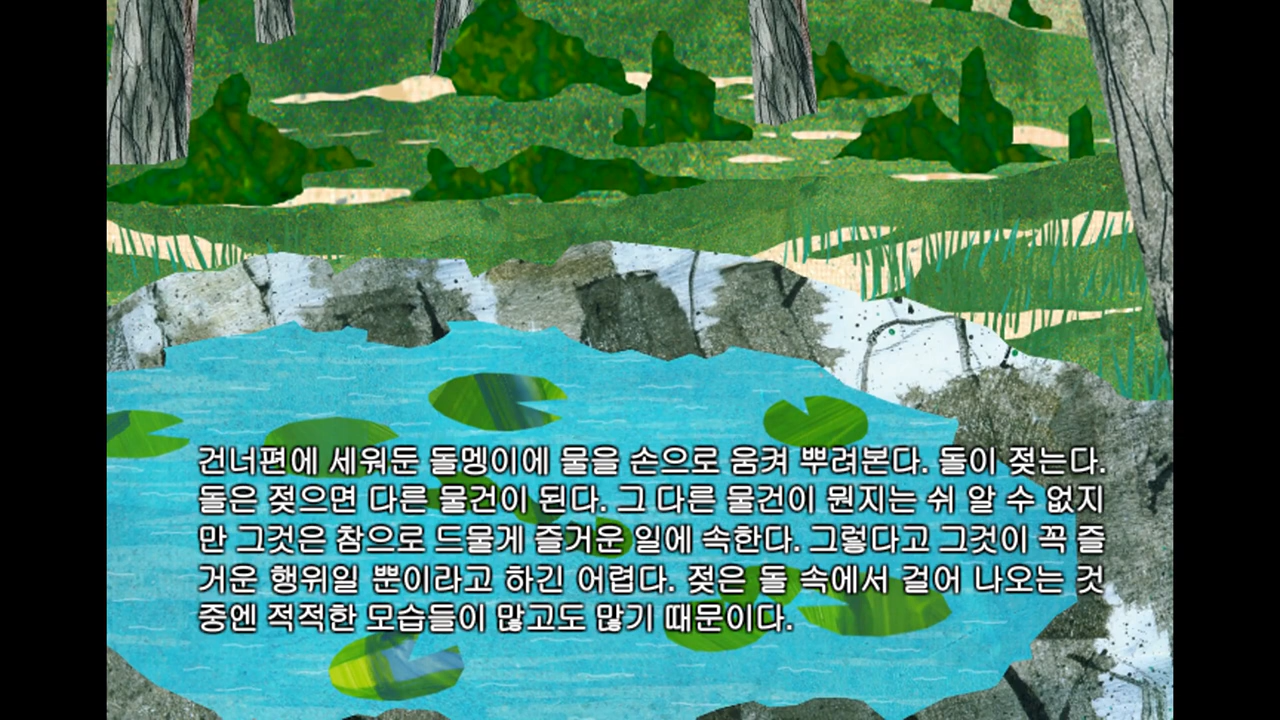 건너편에 세워둔 돌멩이에 물을 손으로 움켜 뿌려본다. 돌이 젖는다.
돌은 젖으면 다른 물건이 된다. 그 다른 물건이 뭔지는 쉬 알 수 없지
만 그것은 참으로 드물게 즐거운 일에 속한다. 그렇다고 그것이 꼭 즐
거운 행위일 뿐이라고 하긴 어렵다. 젖은 돌 속에서 걸어 나오는 것
중엔 적적한 모습들이 많고도 많기 때문이다.